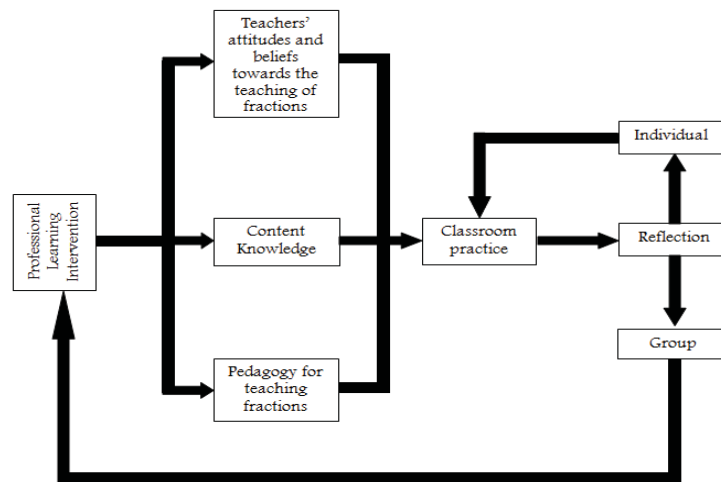 Teachers'
attitudes and
beliefs
towards the
teaching of
fractions
Individual
Professional
Learning
Intervention
Content
Knowledge
Classroom
practice
Reflection
Group
Pedagogy for
teaching
fractions